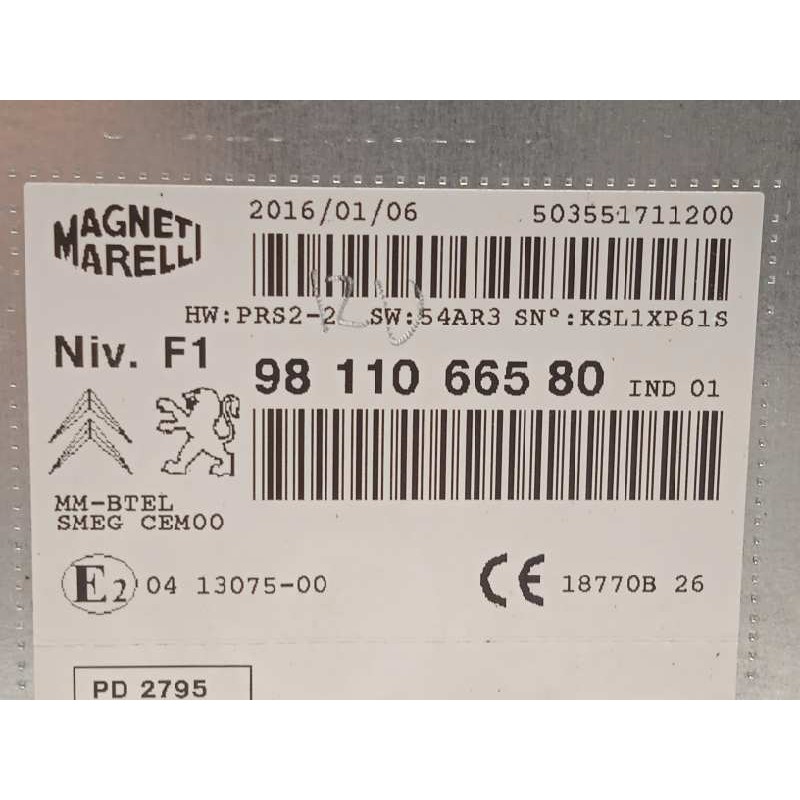 MAGNETI
MARELLI
2016/01/06 503551711200
HW:PRS2-2 SW:54AR3 SN°:KSL1XP61S
120
Niv. F1
98 110 665 80 IND 01
MM-BTEL
SMEG CEM00
E2 04 13075-00
CE 18770B 26
PD 2795